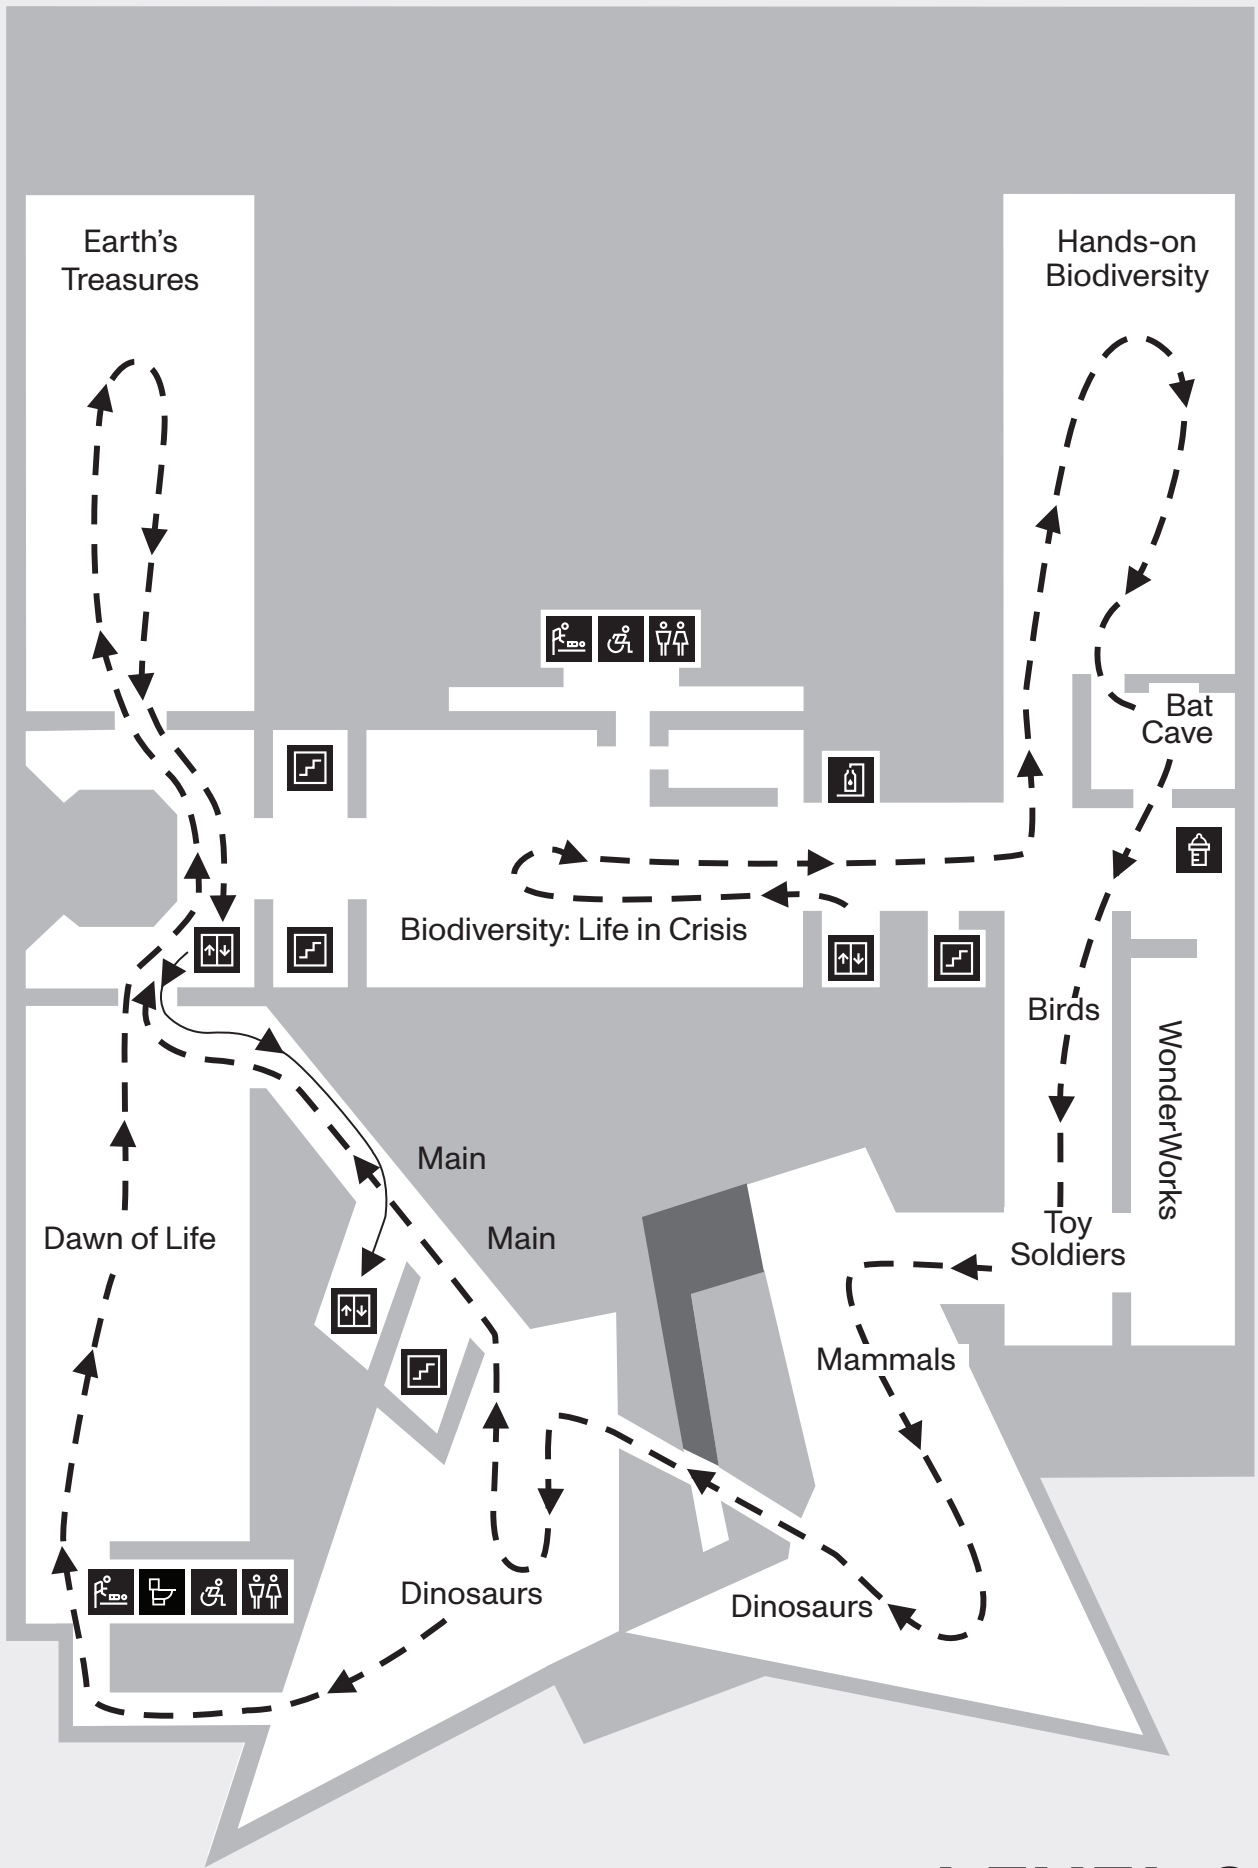 Earth's
Treasures
Hands-on
Biodiversity
Bat
Cave
Biodiversity: Life in Crisis
Birds
WonderWorks
Main
Toy
Soldiers
Dawn of Life
Main
Mammals
Dinosaurs
Dinosaurs